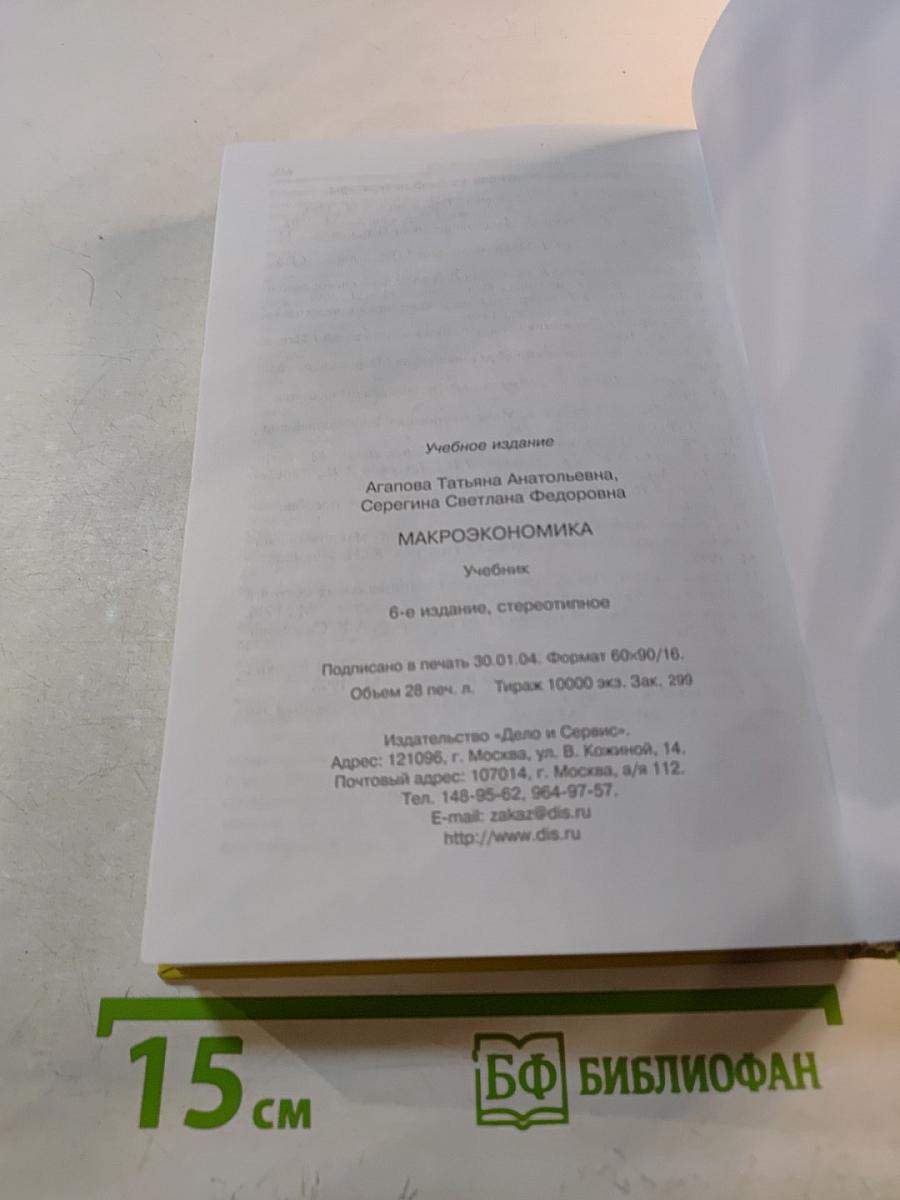 Учебное издание
Агапова Татьяна Анатольевна,
Серегина Светлана Федоровна
МАКРОЭКОНОМИКА
Учебник
6-е издание, стереотипное
Подписано в печать 30.01.04. Формат 60×90/16.
Объем 28 печ. л. Тираж 10000 экз. Зак. 299
Издательство «Дело и Сервис».
Адрес: 121096, г. Москва, ул. В. Кожиной, 14.
Почтовый адрес: 107014, г. Москва, а/я 112.
Тел. 148-95-62, 964-97-57.
E-mail: zakaz@dis.ru
http://www.dis.ru
15 см
БФ БИБЛИОФАН